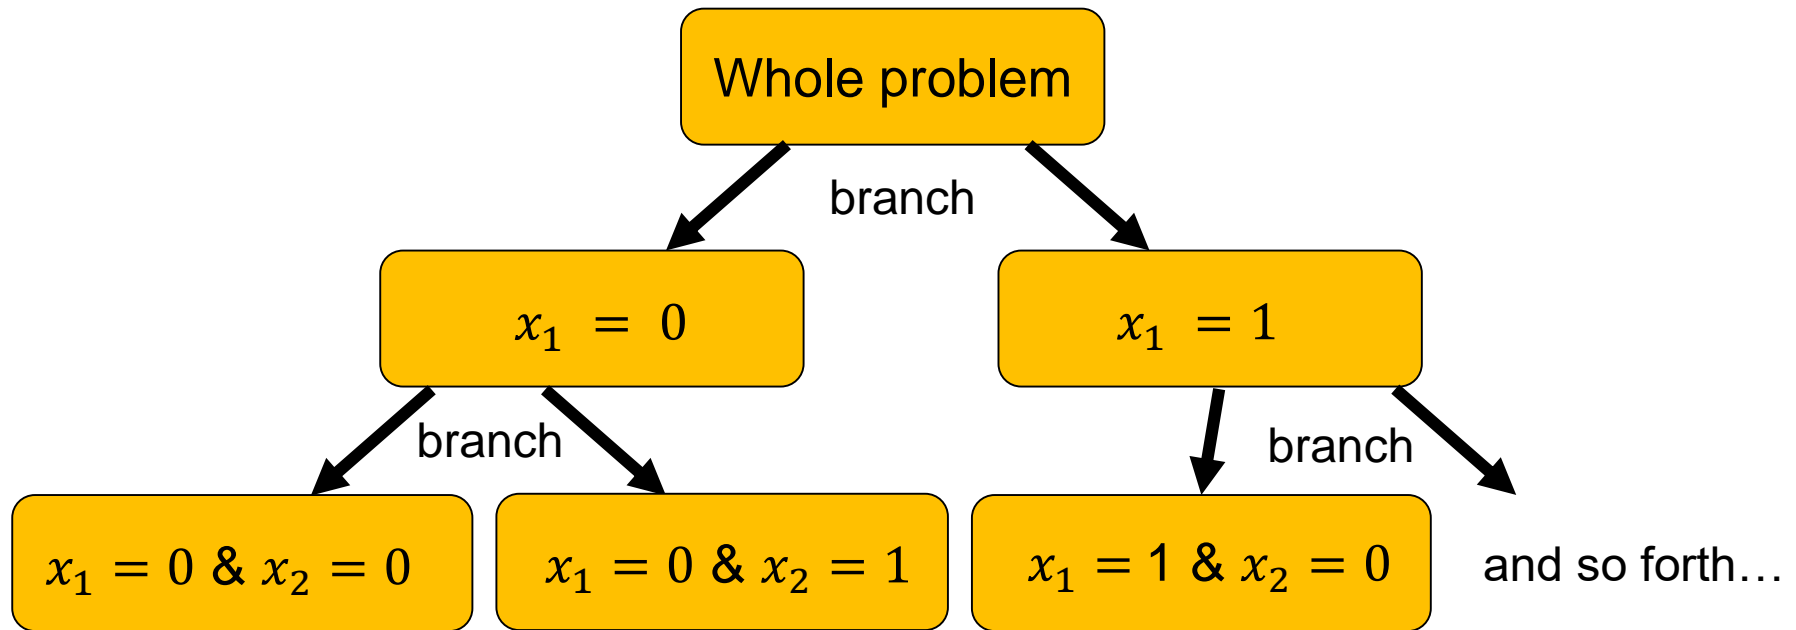 Whole problem
branch
x₁ = 0
x₁ = 1
branch
branch
x₁ = 0 & x₂ = 0
x₁ = 0 & x₂ = 1
x₁ = 1 & x₂ = 0
and so forth…